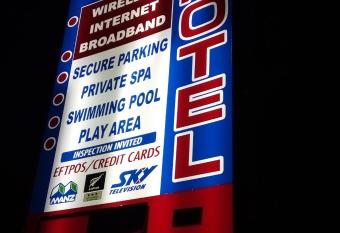 WIRELESS
INTERNET
BROADBAND
SECURE PARKING
PRIVATE SPA
SWIMMING POOL
PLAY AREA
INSPECTION INVITED
EFTPOS/CREDIT CARDS
MANZ
SKY
TELEVISION
OTEL